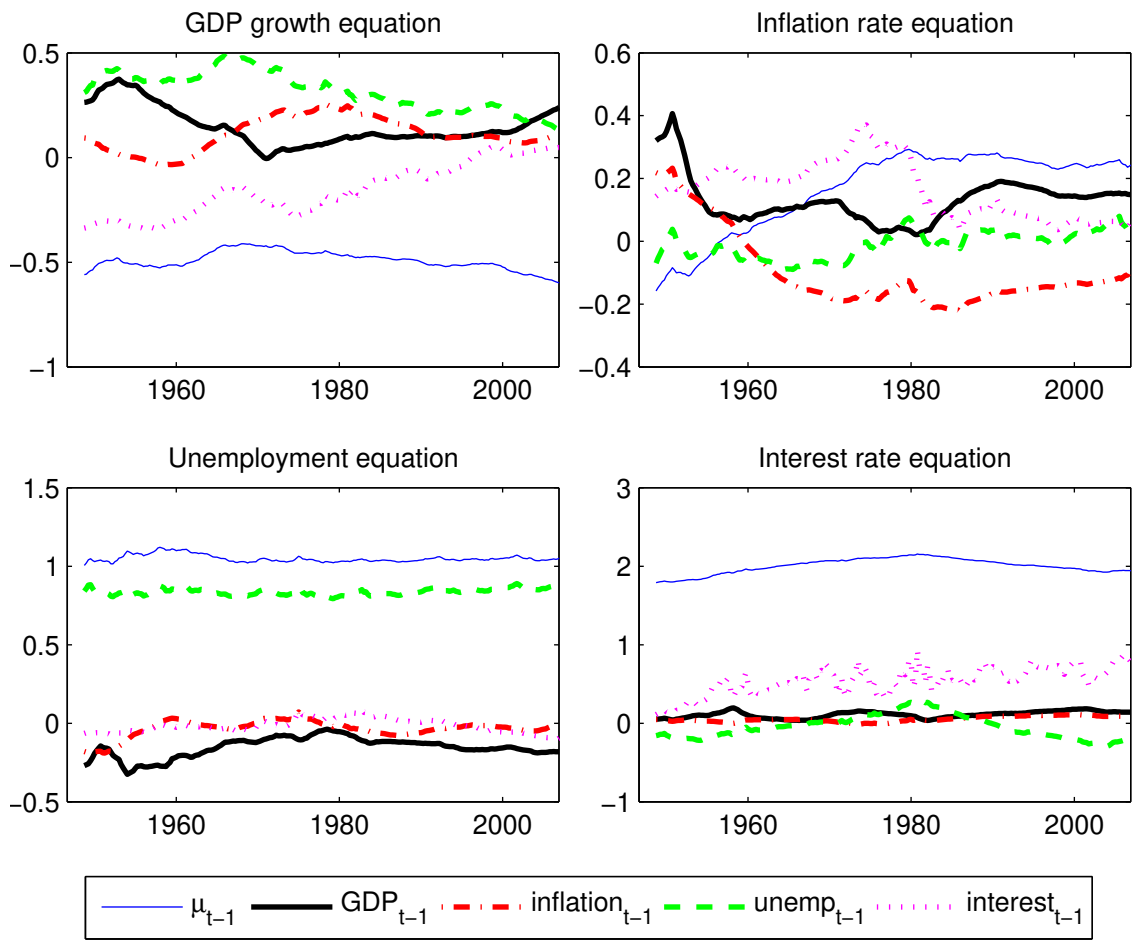 GDP growth equation
0.5
0
−0.5
−1
1960 1980 2000
Inflation rate equation
0.6
0.4
0.2
0
−0.2
−0.4
1960 1980 2000
Unemployment equation
1.5
1
0.5
0
−0.5
1960 1980 2000
Interest rate equation
3
2
1
0
−1
1960 1980 2000
μt−1 GDPt−1 inflationt−1 unempt−1 interestt−1